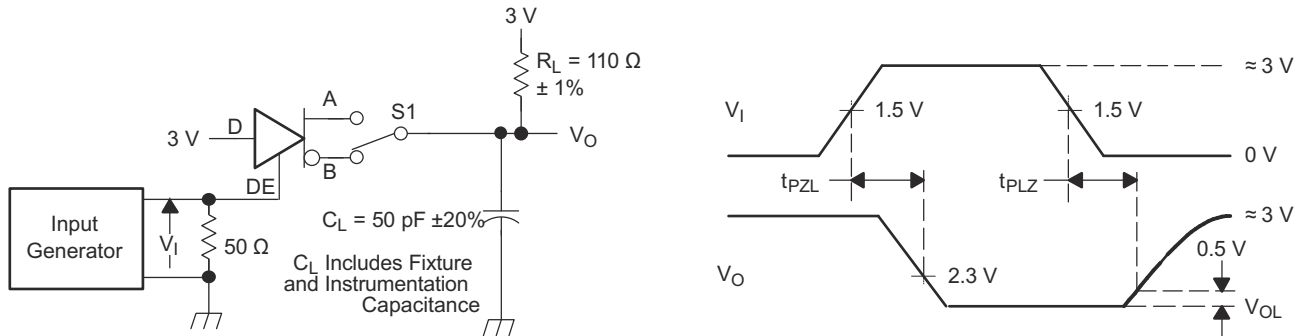 3 V
R_L = 110 Ω
± 1%
A
S1
3 V
D
V_O
B
DE
Input
Generator
V_I
50 Ω
C_L = 50 pF ±20%
C_L Includes Fixture
and Instrumentation
Capacitance
≈ 3 V
V_I
1.5 V
1.5 V
0 V
t_PZL
t_PLZ
≈ 3 V
0.5 V
V_O
2.3 V
V_OL